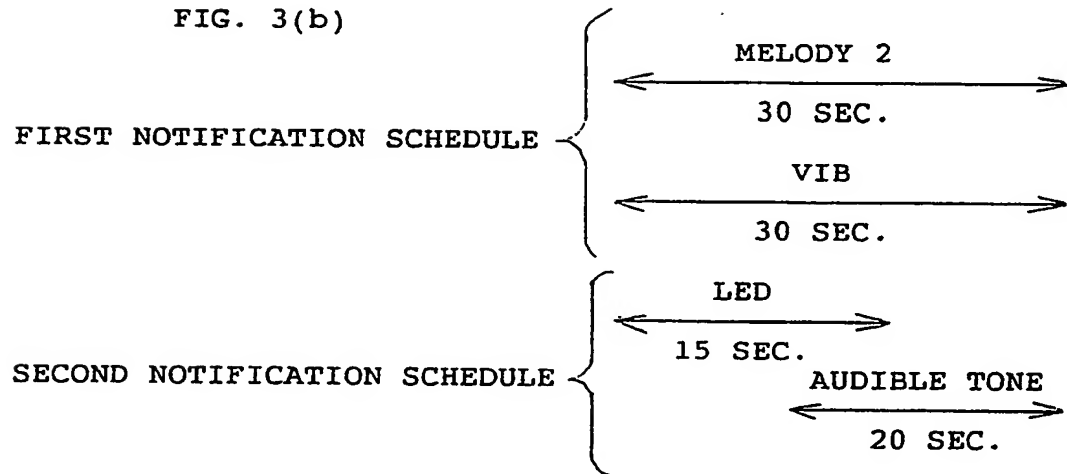 FIG. 3(b)
MELODY 2
30 SEC.
FIRST NOTIFICATION SCHEDULE
VIB
30 SEC.
LED
15 SEC.
SECOND NOTIFICATION SCHEDULE
AUDIBLE TONE
20 SEC.